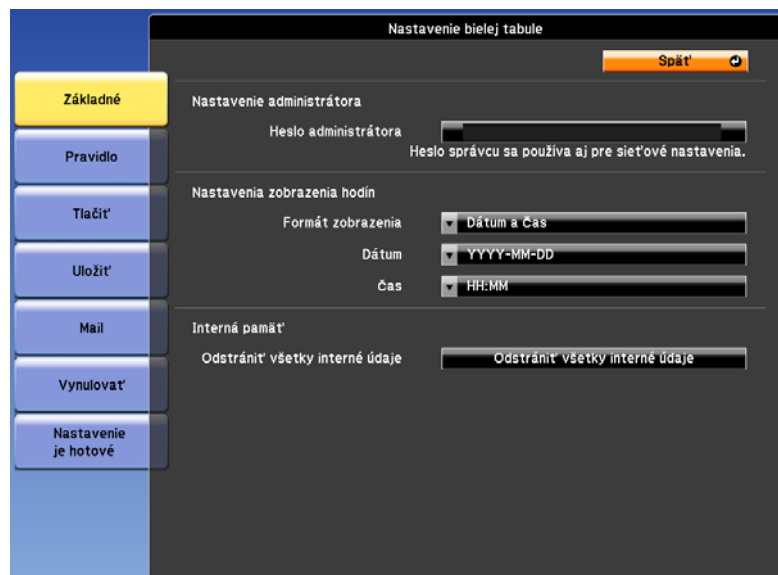 Nastavenie bielej tabule
Späť
Základné
Pravidlo
Tlačiť
Uložiť
Mail
Vynulovať
Nastavenie
je hotové
Nastavenie administrátora
Heslo administrátora
Heslo správcu sa používa aj pre sieťové nastavenia.
Nastavenia zobrazenia hodín
Formát zobrazenia
Dátum a Čas
Dátum
YYYY-MM-DD
Čas
HH:MM
Interná pamäť
Odstrániť všetky interné údaje
Odstrániť všetky interné údaje